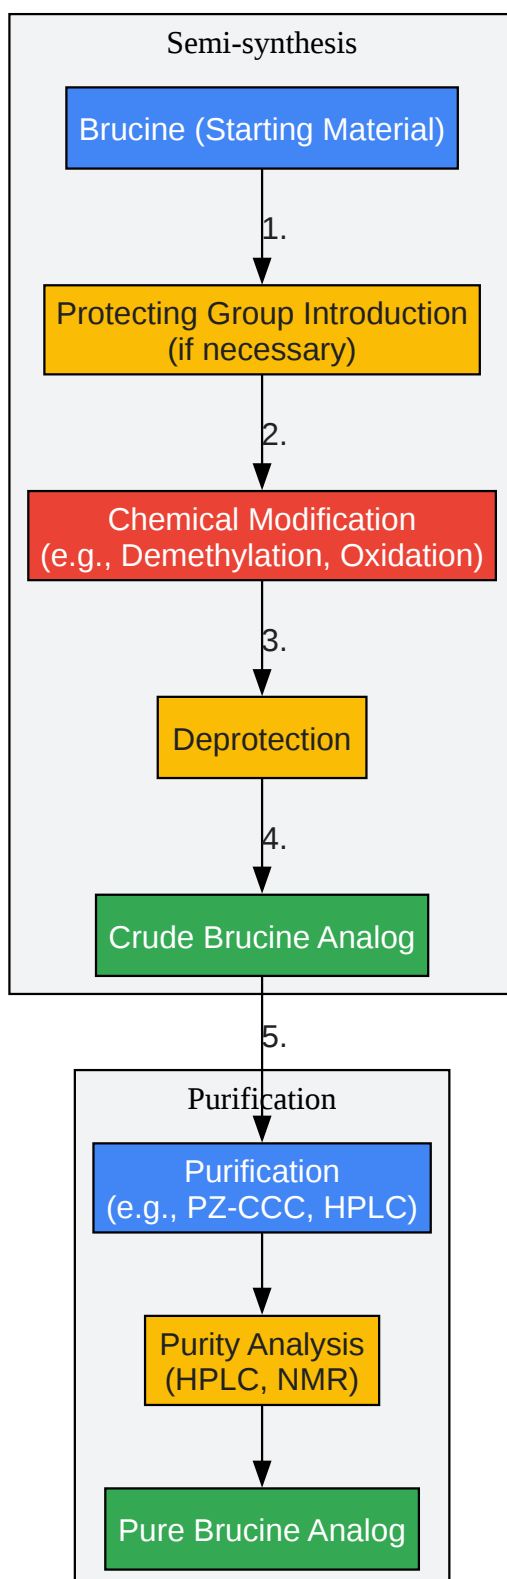 Semi-synthesis
Brucine (Starting Material)
1.
Protecting Group Introduction
(if necessary)
2.
Chemical Modification
(e.g., Demethylation, Oxidation)
3.
Deprotection
4.
Crude Brucine Analog
5.
Purification
Purification
(e.g., PZ-CCC, HPLC)
Purity Analysis
(HPLC, NMR)
Pure Brucine Analog